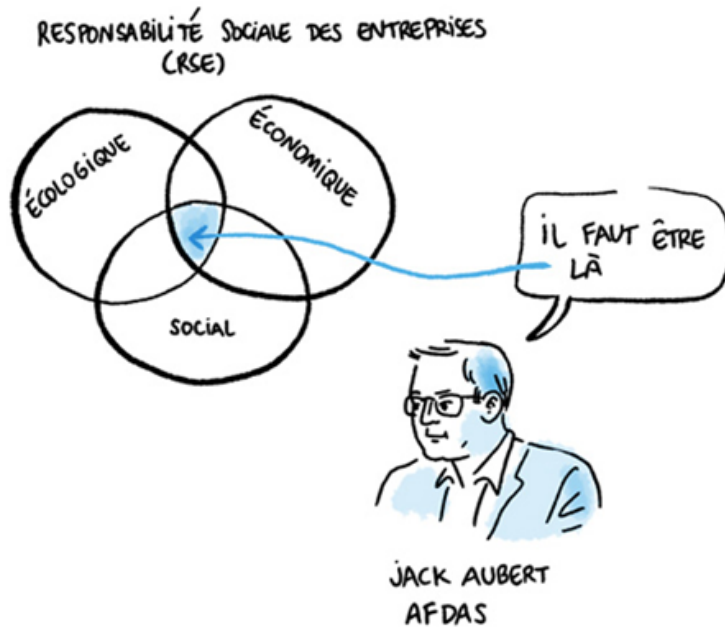 RESPONSABILITÉ SOCIALE DES ENTREPRISES
(RSE)
ÉCOLOGIQUE
ÉCONOMIQUE
SOCIAL
iL FAUT ÊTRE
LÀ
JACK AUBERT
AFDAS